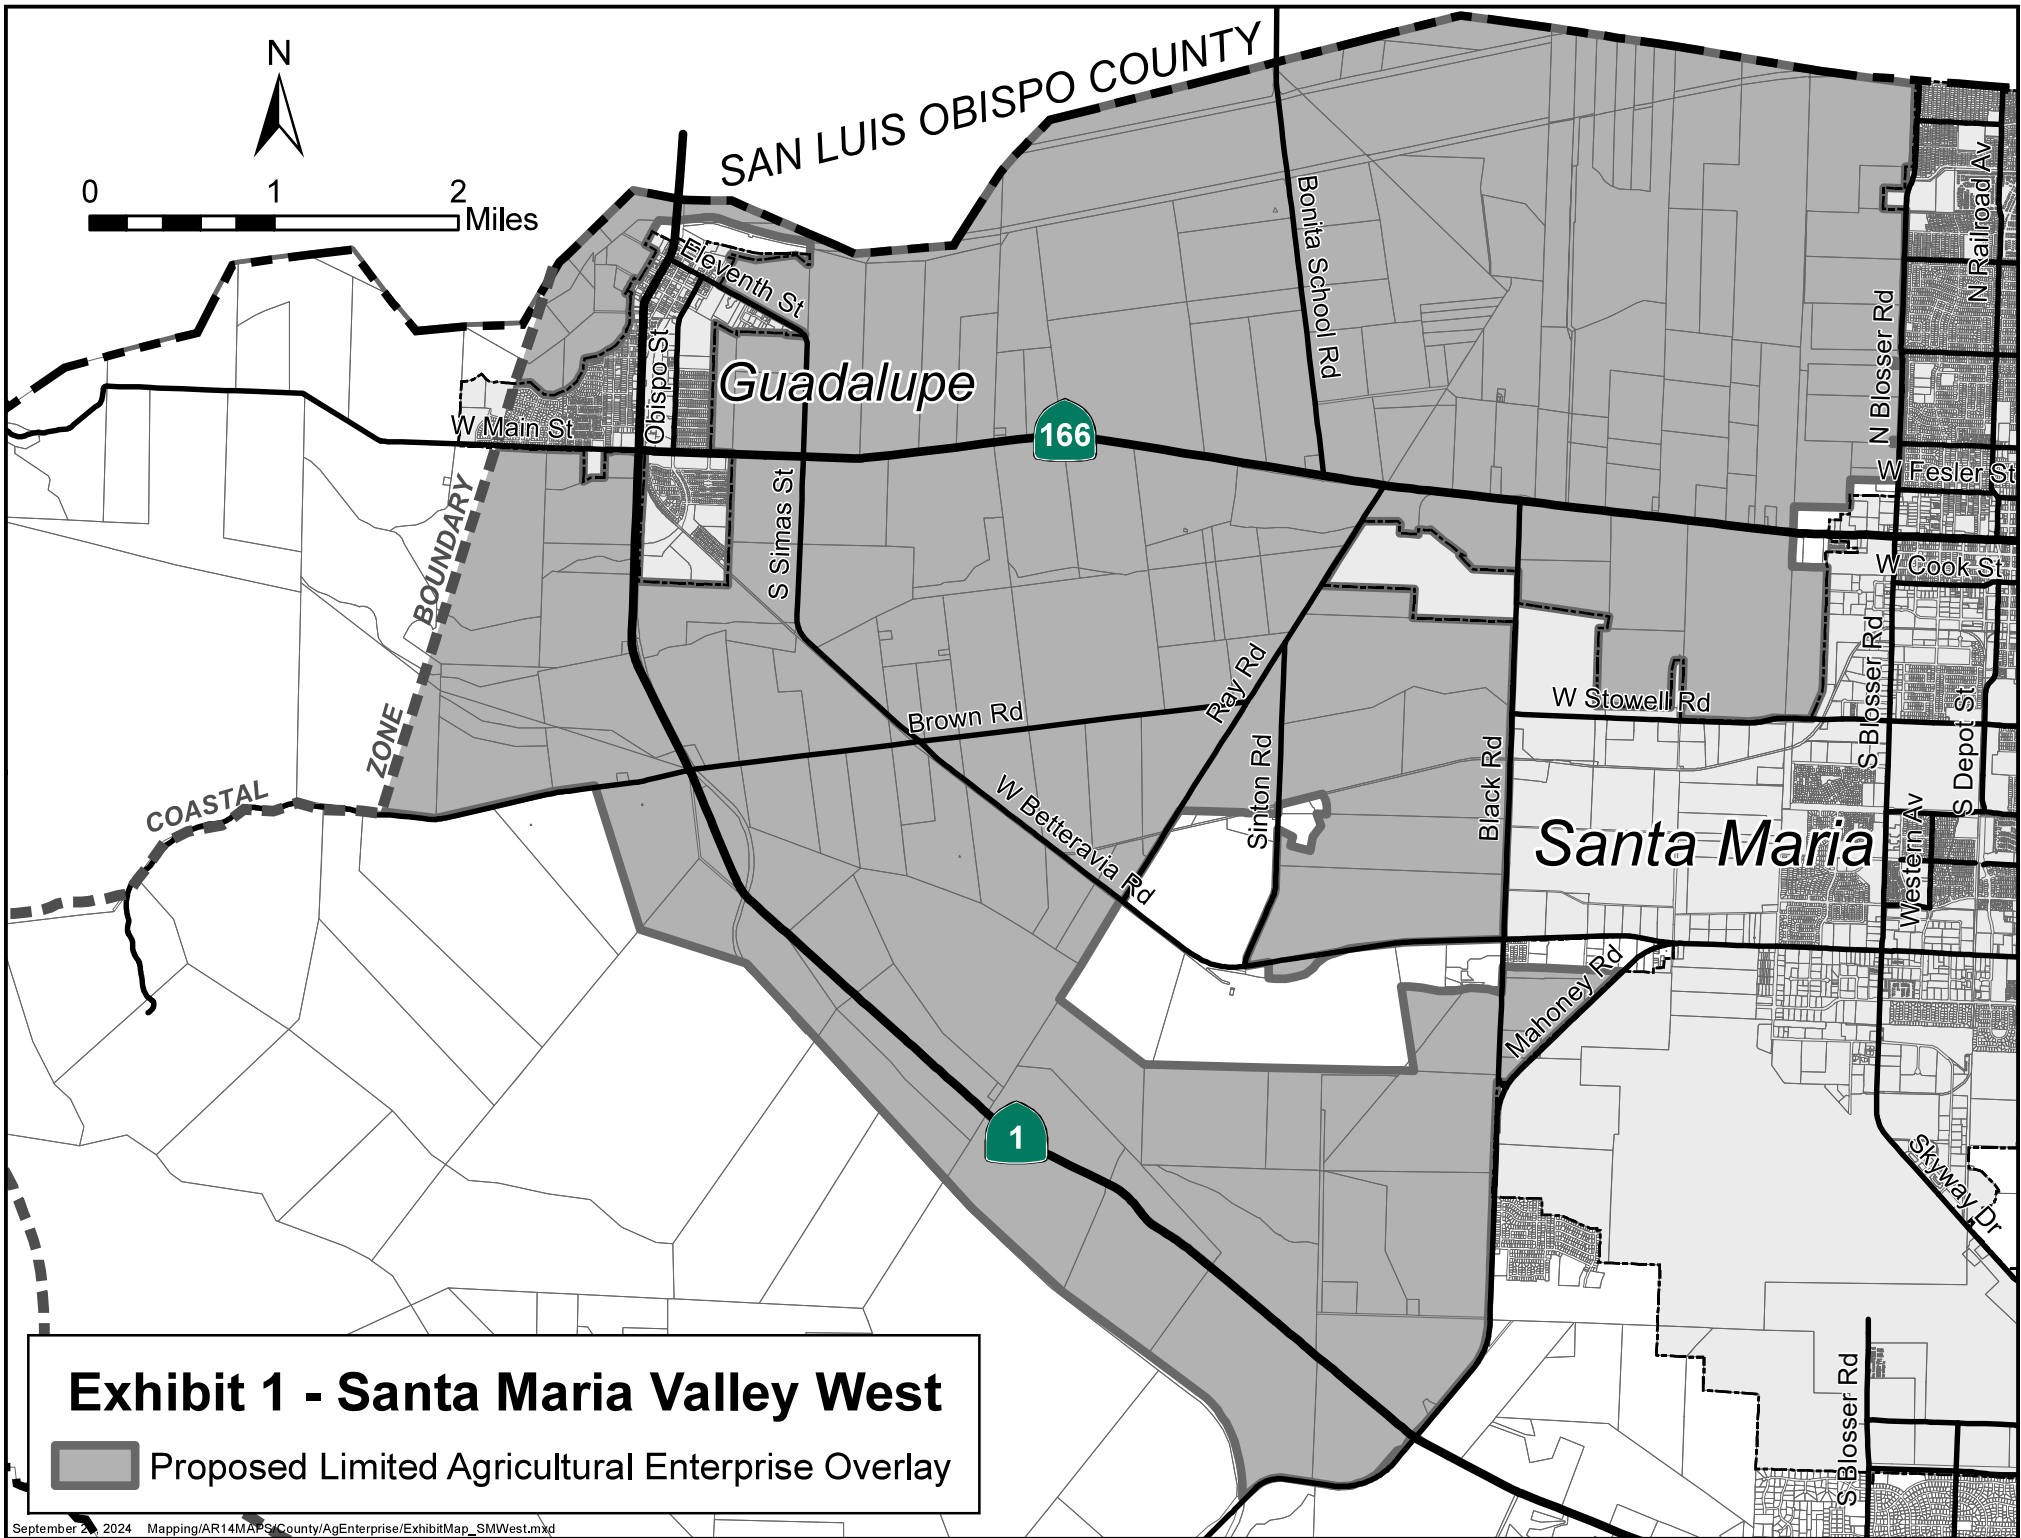 N
SAN LUIS OBISPO COUNTY
0 1 2
Miles
N Railroad Av
Bonita School Rd
Eleventh St
Obispo St
Guadalupe
N Blosser Rd
W Main St
166
W Fesler St
BOUNDARY
S Simas St
W Cook St
Ray Rd
S Blosser Rd
W Stowell Rd
Brown Rd
ZONE
Sinton Rd
Black Rd
S Depot St
COASTAL
W Betteravia Rd
Santa Maria
Western Av
Mahoney Rd
1
Skyway Dr
Exhibit 1 - Santa Maria Valley West
Proposed Limited Agricultural Enterprise Overlay
S Blosser Rd
September 2 , 2024 Mapping/AR14MAPS/County/AgEnterprise/ExhibitMap_SMWest.mxd